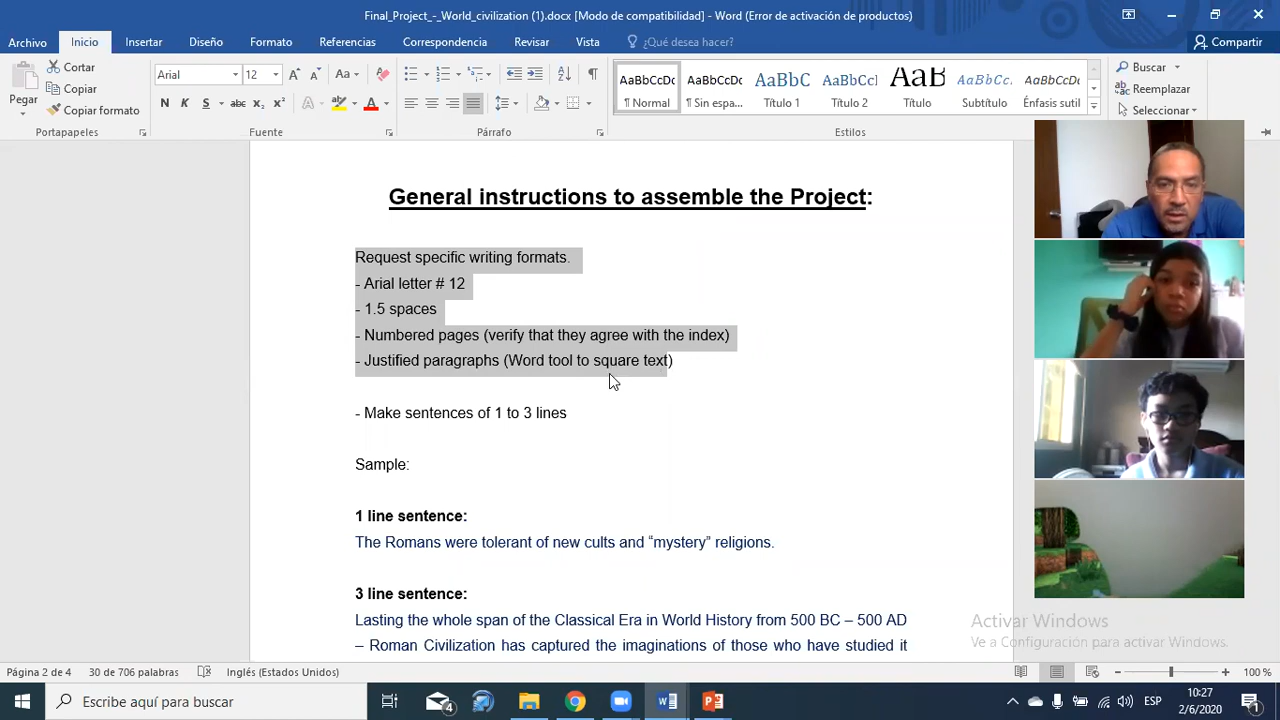 Final_Project_-_World_civilization (1).docx [Modo de compatibilidad] - Word (Error de activación de productos)
Archivo Inicio Insertar Diseño Formato Referencias Correspondencia Revisar Vista ¿Qué desea hacer? Compartir
Pegar
Cortar
Copiar
Copiar formato
Portapapeles
Arial 12
Aa
N K S abc x₂ x²
A A
Fuente
Párrafo
AaBbCcDc AaBbCcDc AaBbC AaBbCcI AaB AaBbCcD AaBbCcDc
¶ Normal ¶ Sin espa... Título 1 Título 2 Título Subtítulo Énfasis sutil
Estilos
Buscar
Reemplazar
Seleccionar
General instructions to assemble the Project:
Request specific writing formats.
- Arial letter # 12
- 1.5 spaces
- Numbered pages (verify that they agree with the index)
- Justified paragraphs (Word tool to square text)
- Make sentences of 1 to 3 lines
Sample:
1 line sentence:
The Romans were tolerant of new cults and “mystery” religions.
3 line sentence:
Lasting the whole span of the Classical Era in World History from 500 BC – 500 AD
– Roman Civilization has captured the imaginations of those who have studied it
Activar Windows
Ve a Configuración para activar Windows.
Página 2 de 4 30 de 706 palabras Inglés (Estados Unidos) 100 %
Escribe aquí para buscar
4
ESP
10:27
2/6/2020
1